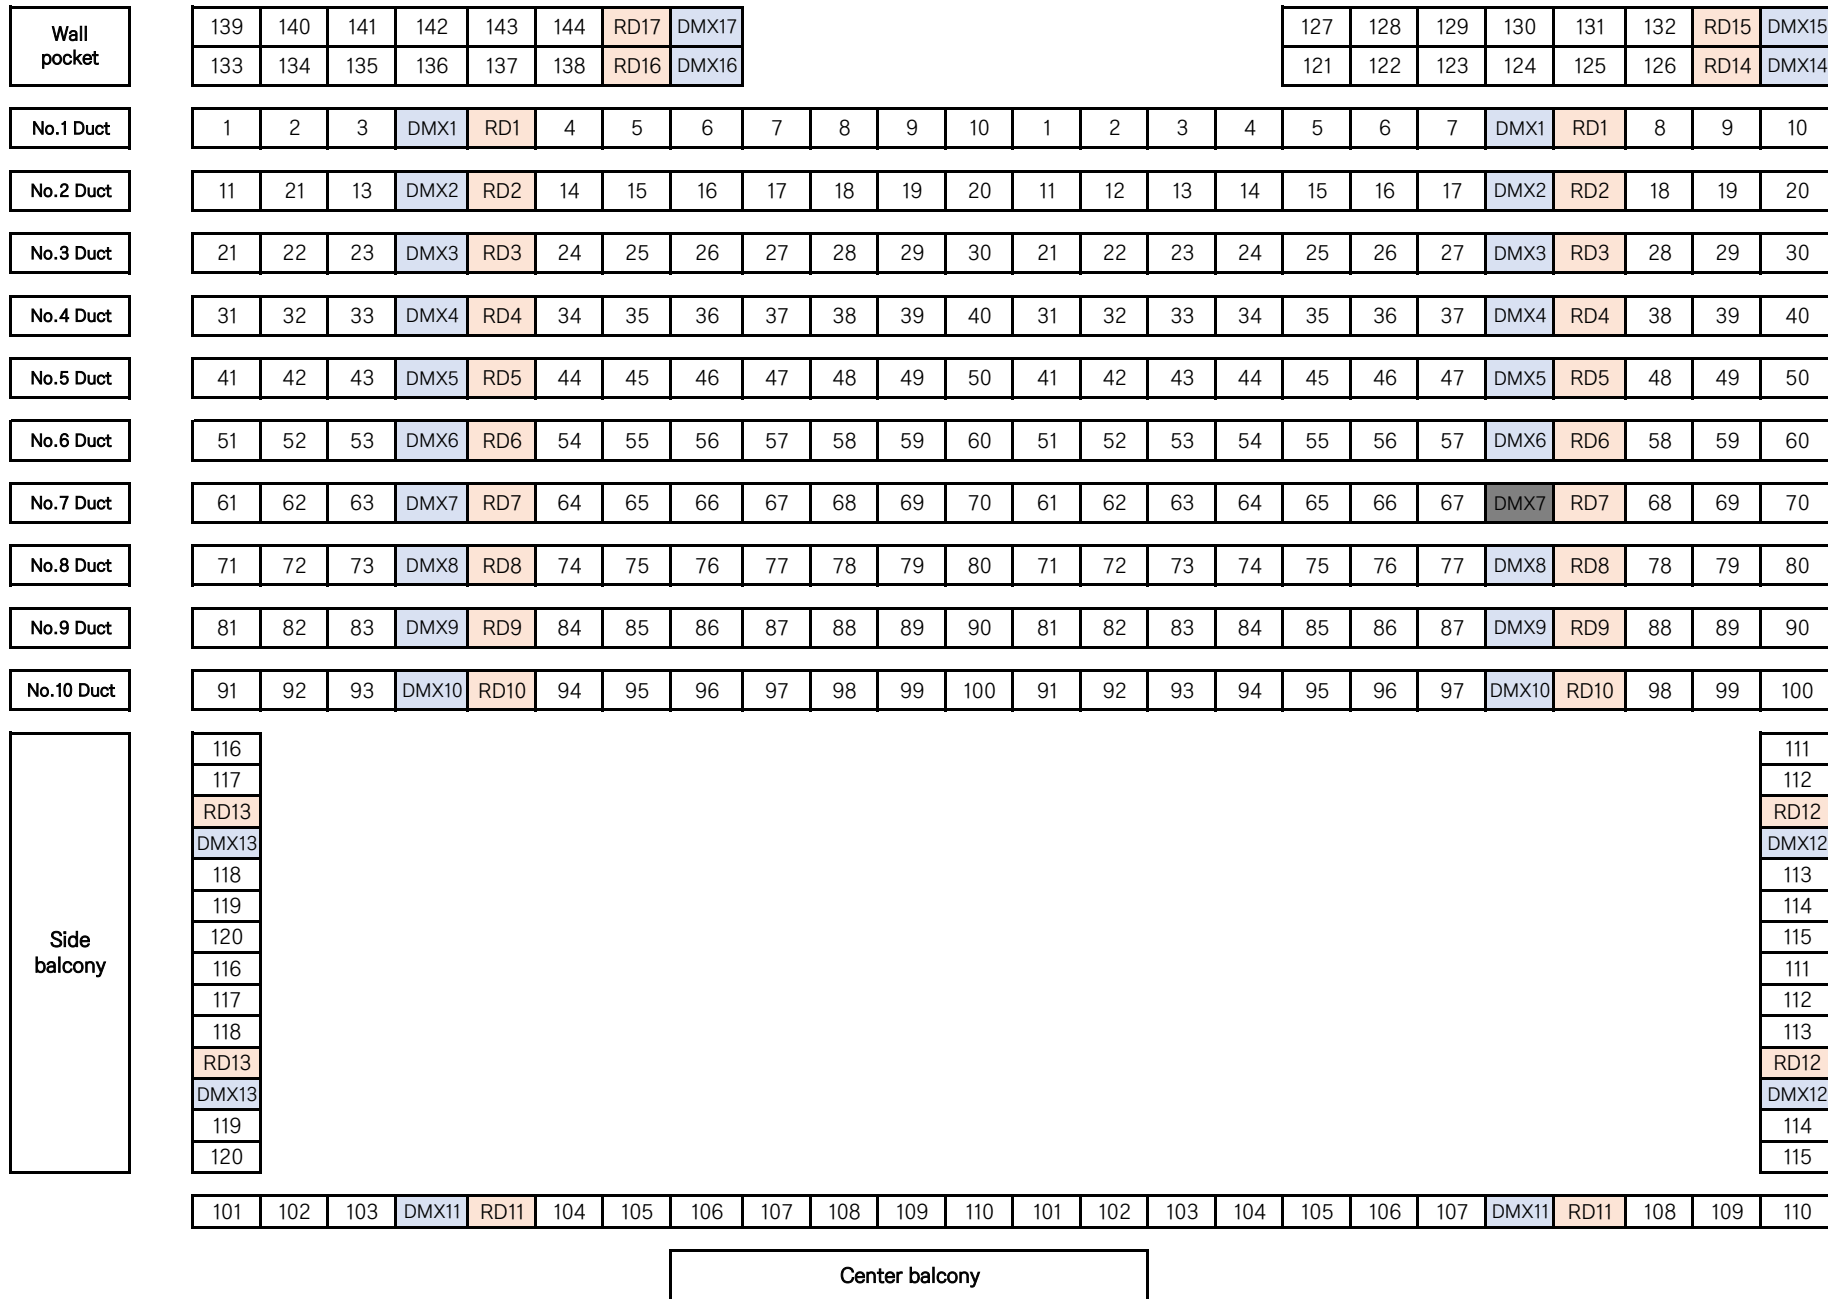 Wall
pocket
139 140 141 142 143 144 RD17 DMX17 127 128 129 130 131 132 RD15 DMX15
133 134 135 136 137 138 RD16 DMX16 121 122 123 124 125 126 RD14 DMX14
No.1 Duct 1 2 3 DMX1 RD1 4 5 6 7 8 9 10 1 2 3 4 5 6 7 DMX1 RD1 8 9 10
No.2 Duct 11 21 13 DMX2 RD2 14 15 16 17 18 19 20 11 12 13 14 15 16 17 DMX2 RD2 18 19 20
No.3 Duct 21 22 23 DMX3 RD3 24 25 26 27 28 29 30 21 22 23 24 25 26 27 DMX3 RD3 28 29 30
No.4 Duct 31 32 33 DMX4 RD4 34 35 36 37 38 39 40 31 32 33 34 35 36 37 DMX4 RD4 38 39 40
No.5 Duct 41 42 43 DMX5 RD5 44 45 46 47 48 49 50 41 42 43 44 45 46 47 DMX5 RD5 48 49 50
No.6 Duct 51 52 53 DMX6 RD6 54 55 56 57 58 59 60 51 52 53 54 55 56 57 DMX6 RD6 58 59 60
No.7 Duct 61 62 63 DMX7 RD7 64 65 66 67 68 69 70 61 62 63 64 65 66 67 DMX7 RD7 68 69 70
No.8 Duct 71 72 73 DMX8 RD8 74 75 76 77 78 79 80 71 72 73 74 75 76 77 DMX8 RD8 78 79 80
No.9 Duct 81 82 83 DMX9 RD9 84 85 86 87 88 89 90 81 82 83 84 85 86 87 DMX9 RD9 88 89 90
No.10 Duct 91 92 93 DMX10 RD10 94 95 96 97 98 99 100 91 92 93 94 95 96 97 DMX10 RD10 98 99 100
Side
balcony
116 111
117 112
RD13 RD12
DMX13 DMX12
118 113
119 114
120 115
116 111
117 112
118 113
RD13 RD12
DMX13 DMX12
119 114
120 115
101 102 103 DMX11 RD11 104 105 106 107 108 109 110 101 102 103 104 105 106 107 DMX11 RD11 108 109 110
Center balcony